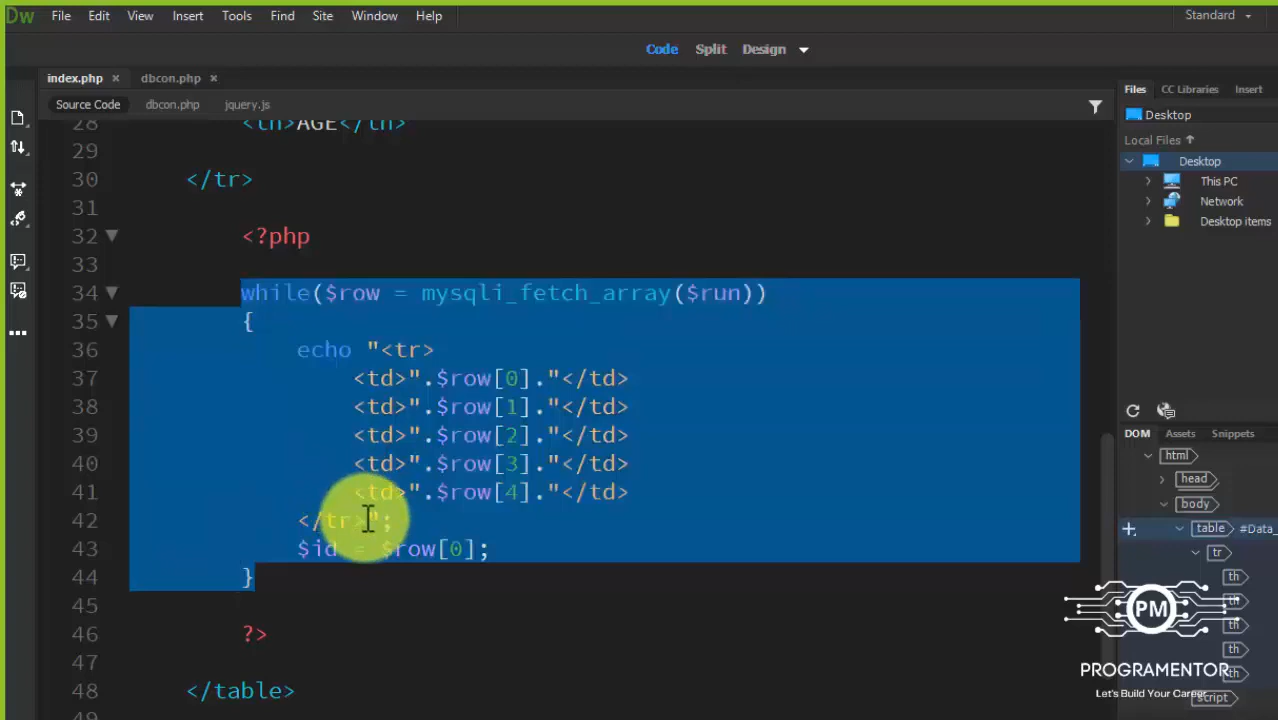 Dw File Edit View Insert Tools Find Site Window Help Standard
Code Split Design
index.php × dbcon.php ×
Source Code dbcon.php jquery.js
28 <th>AGE</th>
29
30 </tr>
31
32 <?php
33
34 while($row = mysqli_fetch_array($run))
35 {
36 echo "<tr>
37 <td>".$row[0]."</td>
38 <td>".$row[1]."</td>
39 <td>".$row[2]."</td>
40 <td>".$row[3]."</td>
41 <td>".$row[4]."</td>
42 </tr>";
43 $id = $row[0];
44 }
45
46 ?>
47
48 </table>
49
Files CC Libraries Insert
Desktop
Local Files
Desktop
This PC
Network
Desktop items
DOM Assets Snippets
html
head
body
table #Data_
tr
th
th
th
th
th
script
PM
PROGRAMENTOR
Let's Build Your Career